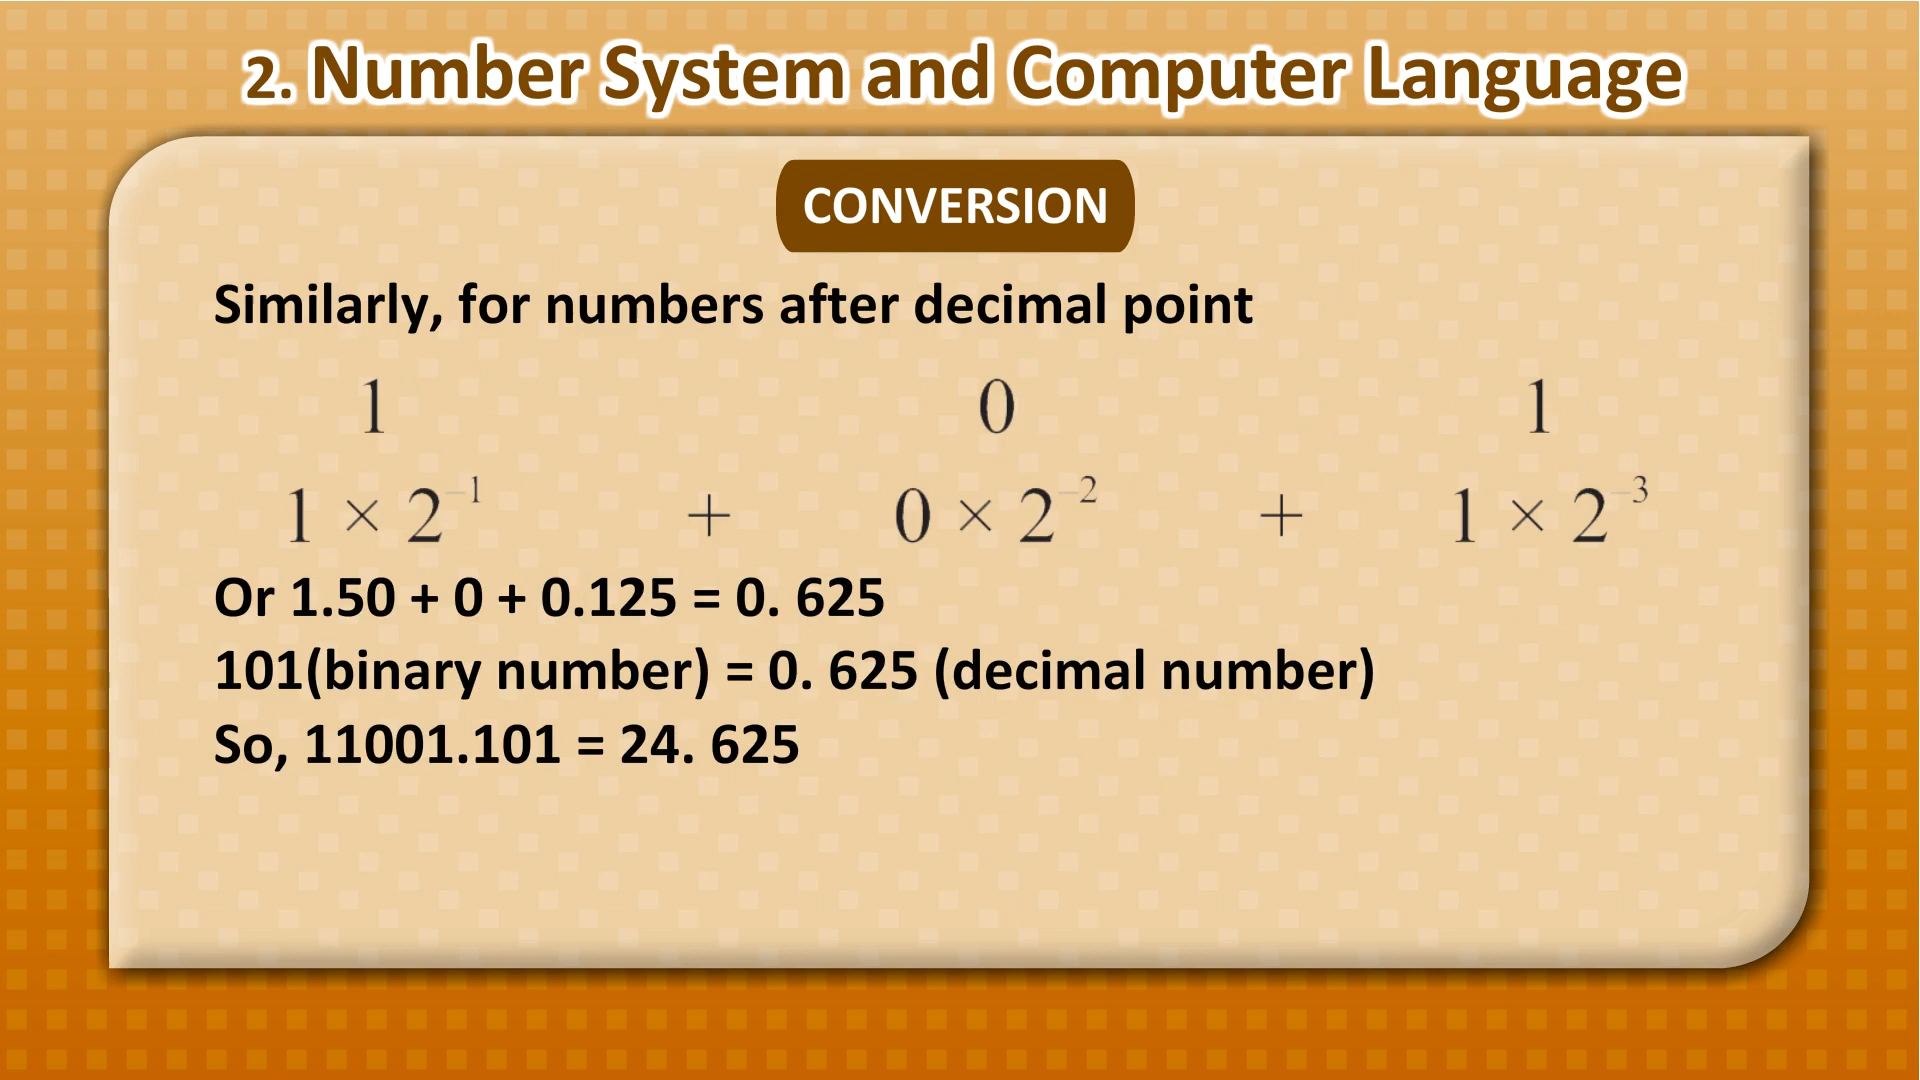 2. Number System and Computer Language
CONVERSION
Similarly, for numbers after decimal point
1 0 1
1 × 2⁻¹ + 0 × 2⁻² + 1 × 2⁻³
Or 1.50 + 0 + 0.125 = 0. 625
101(binary number) = 0. 625 (decimal number)
So, 11001.101 = 24. 625